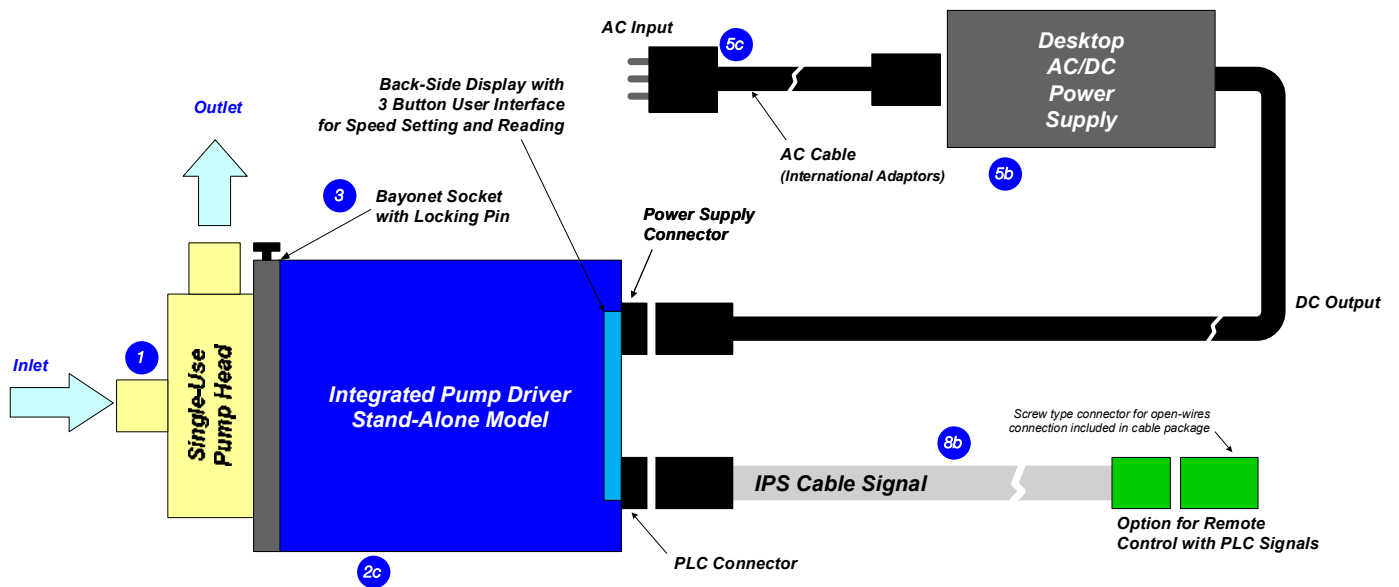 AC Input
5c
Desktop
AC/DC
Power
Supply
Back-Side Display with
3 Button User Interface
for Speed Setting and Reading
Outlet
AC Cable
(International Adaptors)
5b
3
Bayonet Socket
with Locking Pin
Power Supply
Connector
DC Output
Inlet
1
Single-Use
Pump Head
Integrated Pump Driver
Stand-Alone Model
Screw type connector for open-wires
connection included in cable package
8b
IPS Cable Signal
Option for Remote
Control with PLC Signals
PLC Connector
2c